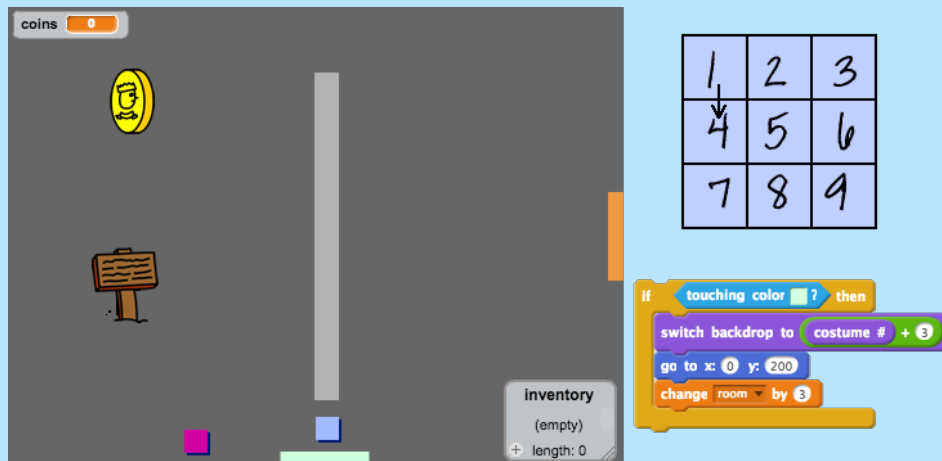 coins 0
inventory
(empty)
+ length: 0
1 2 3
4 5 6
7 8 9
if touching color ? then
switch backdrop to costume # + 3
go to x: 0 y: 200
change room by 3